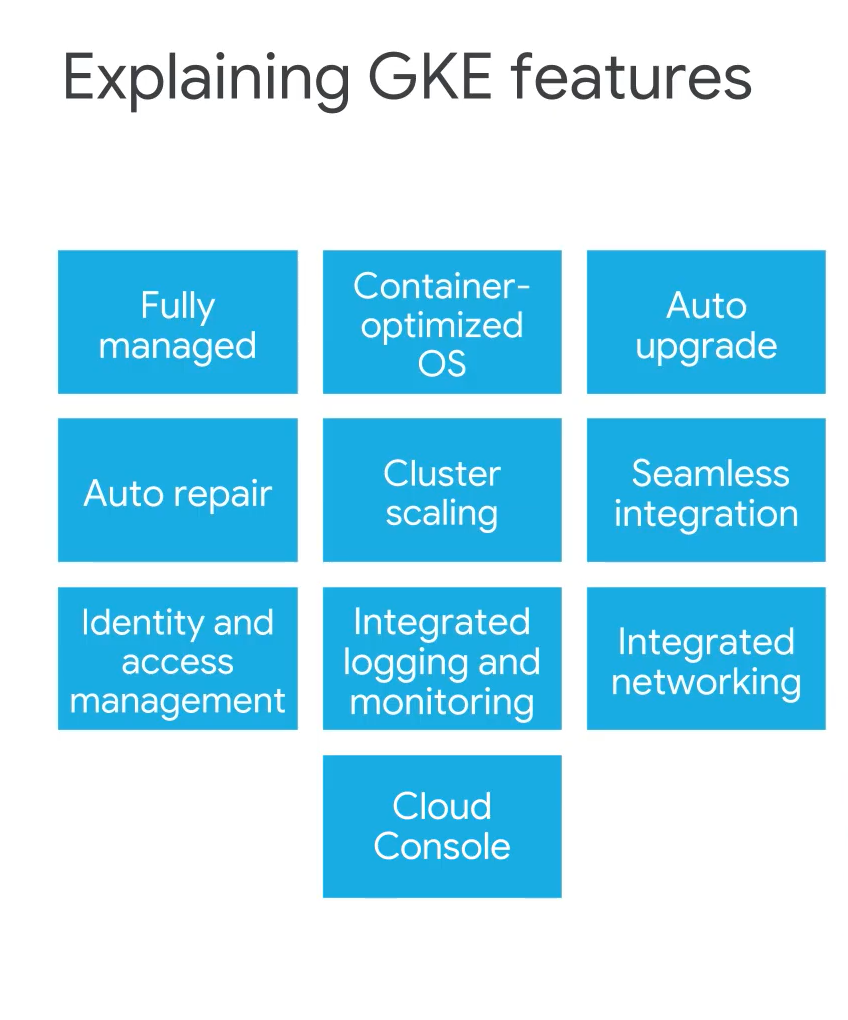 Explaining GKE features
Fully
managed
Container-
optimized
OS
Auto
upgrade
Auto repair
Cluster
scaling
Seamless
integration
Identity and
access
management
Integrated
logging and
monitoring
Integrated
networking
Cloud
Console